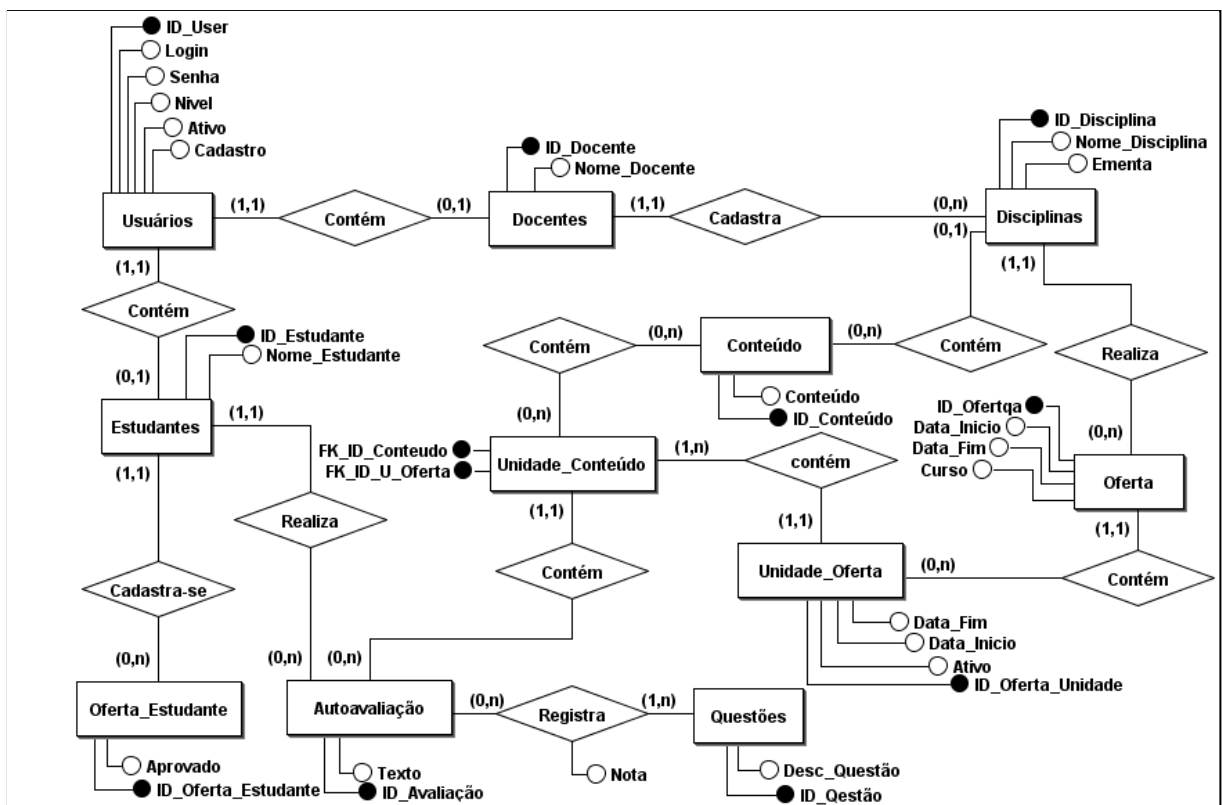 ID_User
Login
Senha
Nivel
Ativo
Cadastro
ID_Docente
Nome_Docente
ID_Disciplina
Nome_Disciplina
Ementa
Usuários
(1,1)
Contém
(0,1)
Docentes
(1,1)
Cadastra
(0,n)
Disciplinas
(0,1)
(1,1)
(1,1)
Contém
ID_Estudante
Nome_Estudante
(0,1)
Estudantes
(1,1)
(1,1)
Contém
(0,n)
Conteúdo
(0,n)
Contém
Realiza
Conteúdo
ID_Conteúdo
(0,n)
FK_ID_Conteudo
FK_ID_U_Oferta
Unidade_Conteúdo
(1,n)
contém
(1,1)
ID_Ofertqa
Data_Inicio
Data_Fim
Curso
(0,n)
Oferta
(1,1)
Realiza
Contém
(1,1)
Unidade_Oferta
(0,n)
Contém
Data_Fim
Data_Inicio
Ativo
ID_Oferta_Unidade
Cadastra-se
(0,n)
(0,n)
(0,n)
Oferta_Estudante
Aprovado
ID_Oferta_Estudante
Autoavaliação
(0,n)
Registra
(1,n)
Questões
Texto
ID_Avaliação
Nota
Desc_Questão
ID_Qestão